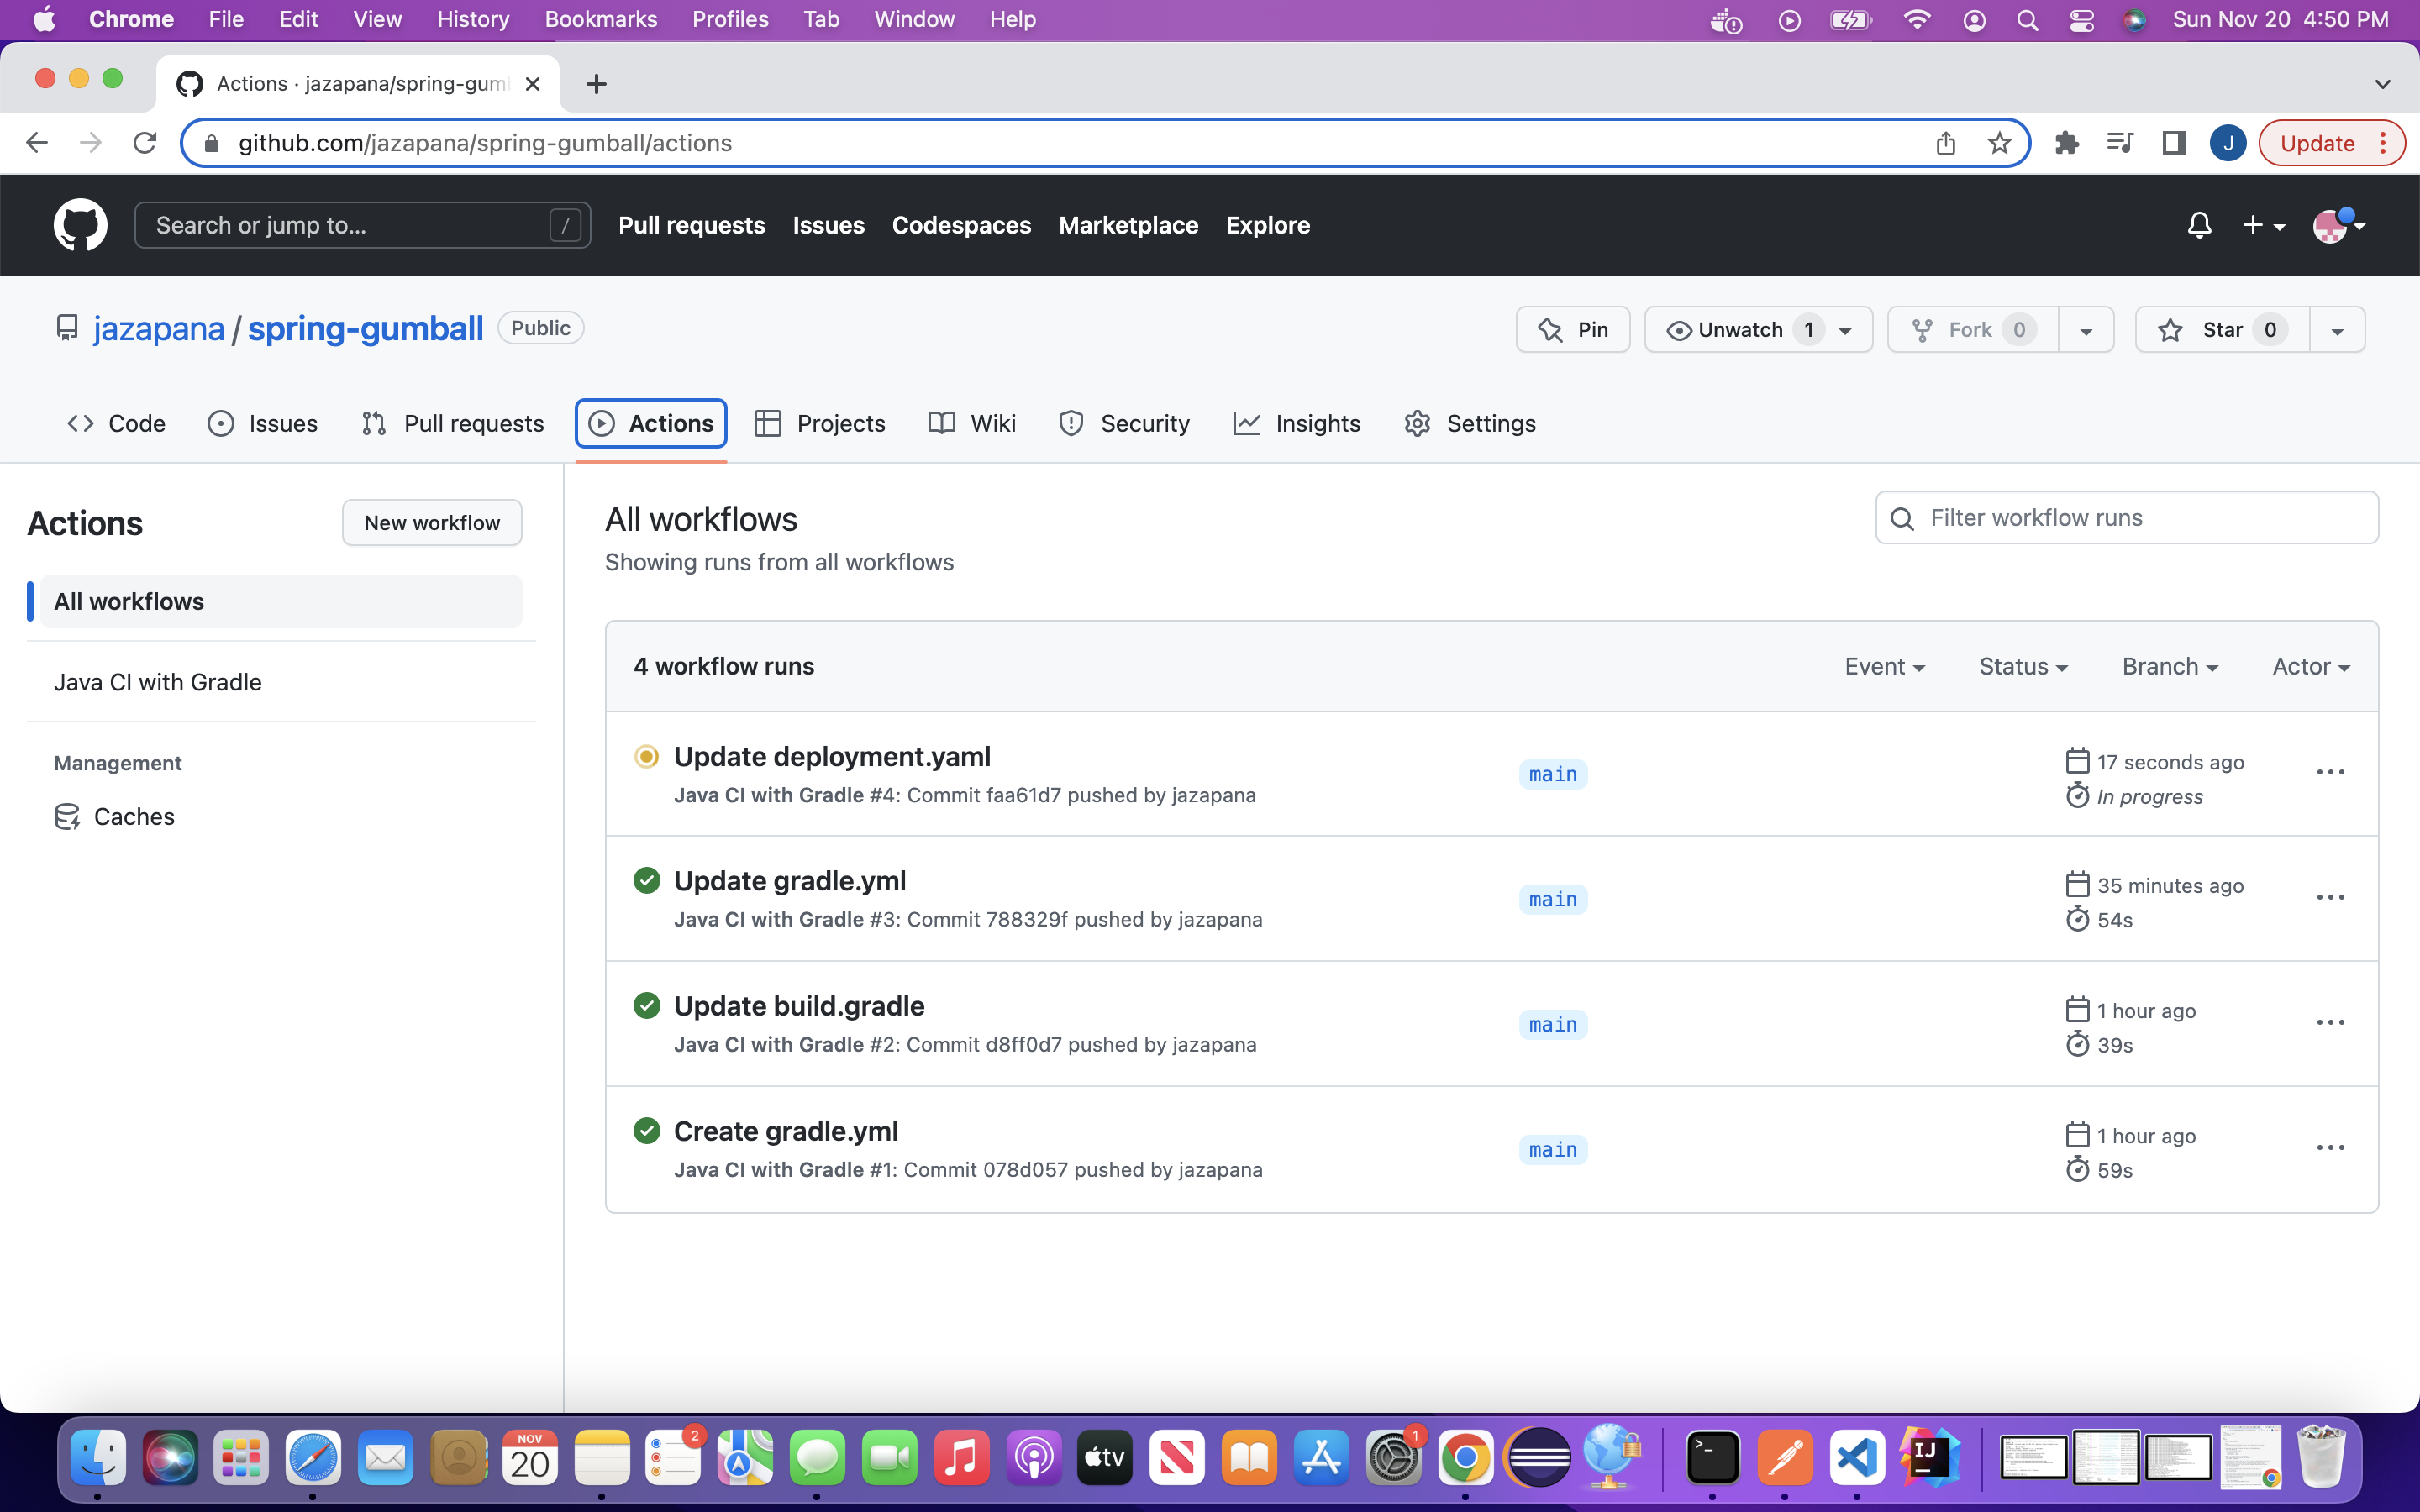 Chrome File Edit View History Bookmarks Profiles Tab Window Help Sun Nov 20 4:50 PM
Actions · jazapana/spring-gum
github.com/jazapana/spring-gumball/actions J Update
Search or jump to... / Pull requests Issues Codespaces Marketplace Explore
jazapana / spring-gumball Public Pin Unwatch 1 Fork 0 Star 0
Code Issues Pull requests Actions Projects Wiki Security Insights Settings
Actions New workflow
All workflows
Java CI with Gradle
Management
Caches
All workflows Filter workflow runs
Showing runs from all workflows
4 workflow runs Event Status Branch Actor
Update deployment.yaml
Java CI with Gradle #4: Commit faa61d7 pushed by jazapana
main
17 seconds ago
In progress
Update gradle.yml
Java CI with Gradle #3: Commit 788329f pushed by jazapana
main
35 minutes ago
54s
Update build.gradle
Java CI with Gradle #2: Commit d8ff0d7 pushed by jazapana
main
1 hour ago
39s
Create gradle.yml
Java CI with Gradle #1: Commit 078d057 pushed by jazapana
main
1 hour ago
59s
NOV
20
2
tv
1
>_
IJ